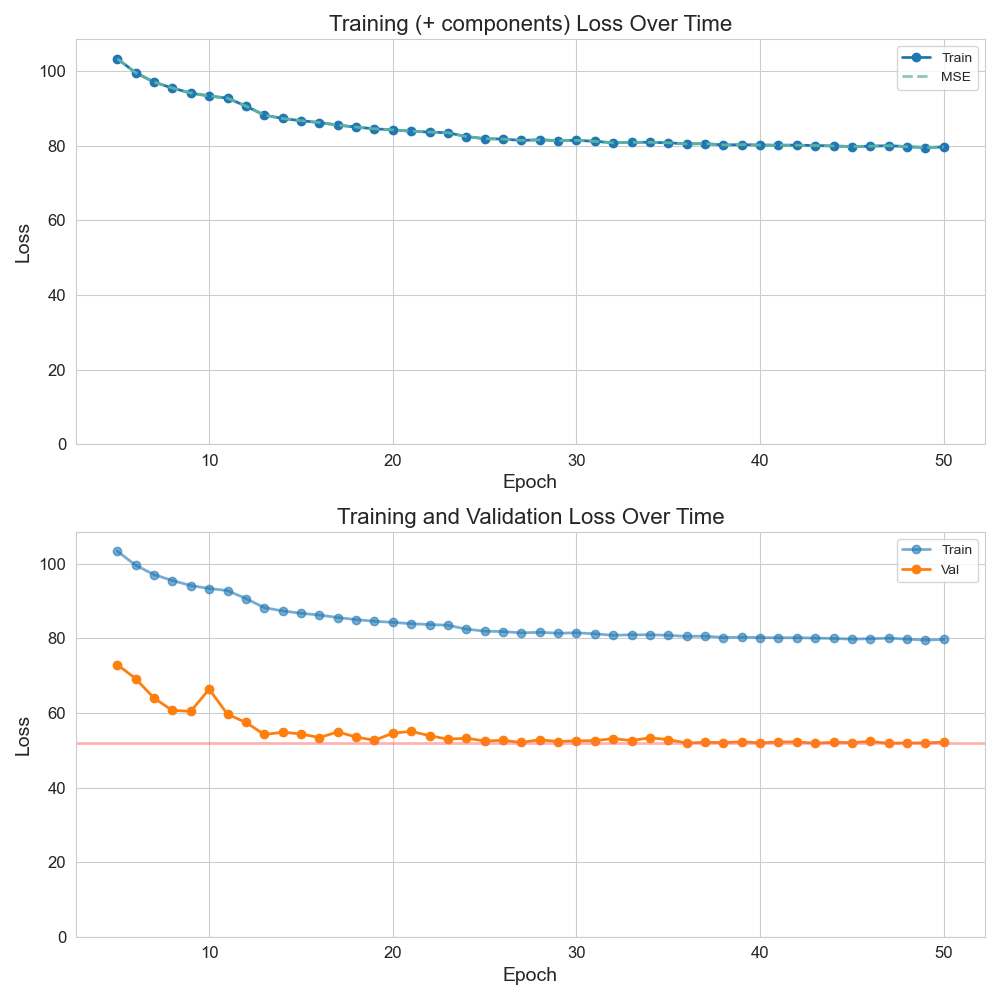 Training (+ components) Loss Over Time
Train
MSE
Loss
100
80
60
40
20
0
10 20 30 40 50
Epoch
Training and Validation Loss Over Time
Train
Val
Loss
100
80
60
40
20
0
10 20 30 40 50
Epoch